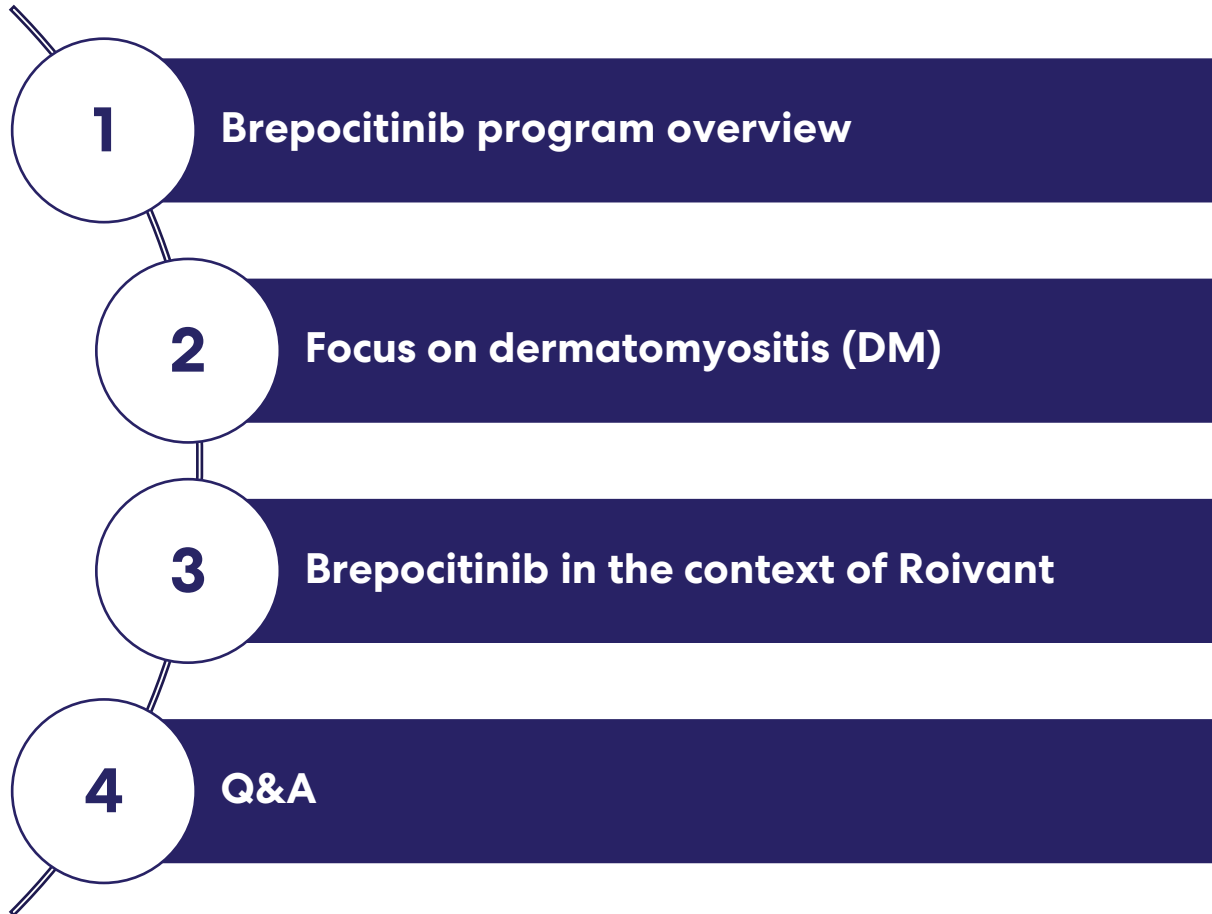 1
Brepocitinib program overview
2
Focus on dermatomyositis (DM)
3
Brepocitinib in the context of Roivant
4
Q&A